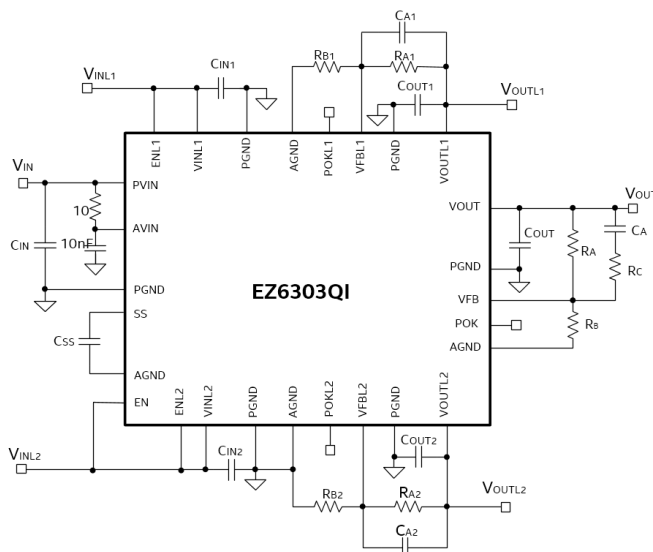 CA1
RB1
RA1
VINL1
CIN1
COUT1
VOUTL1
ENL1
VINL1
PGND
AGND
POKL1
VFBL1
PGND
VOUTL1
VIN
PVIN
10
AVIN
10nF
CIN
PGND
SS
CSS
AGND
EN
EZ6303QI
VOUT
VOUT
COUT
RA
CA
RC
PGND
VFB
POK
RB
AGND
ENL2
VINL2
PGND
AGND
POKL2
VFBL2
PGND
VOUTL2
VINL2
CIN2
COUT2
RB2
RA2
VOUTL2
CA2